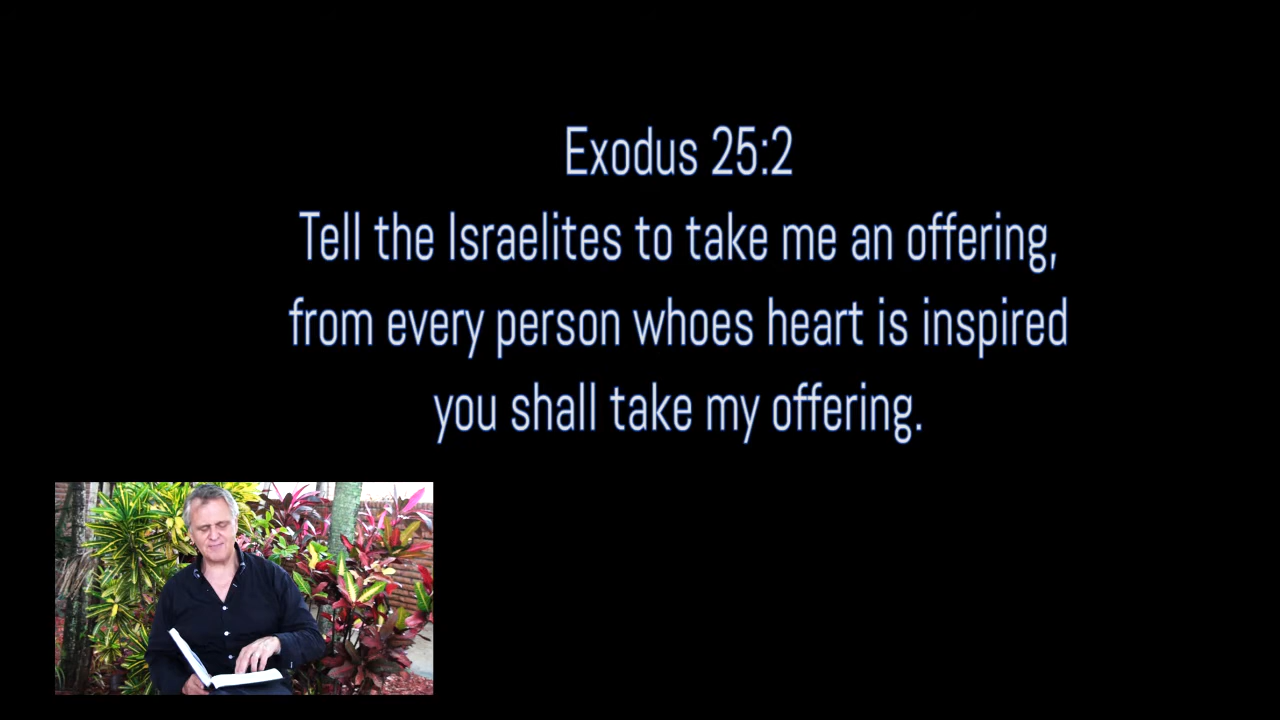 Exodus 25:2
Tell the Israelites to take me an offering,
from every person whoes heart is inspired
you shall take my offering.